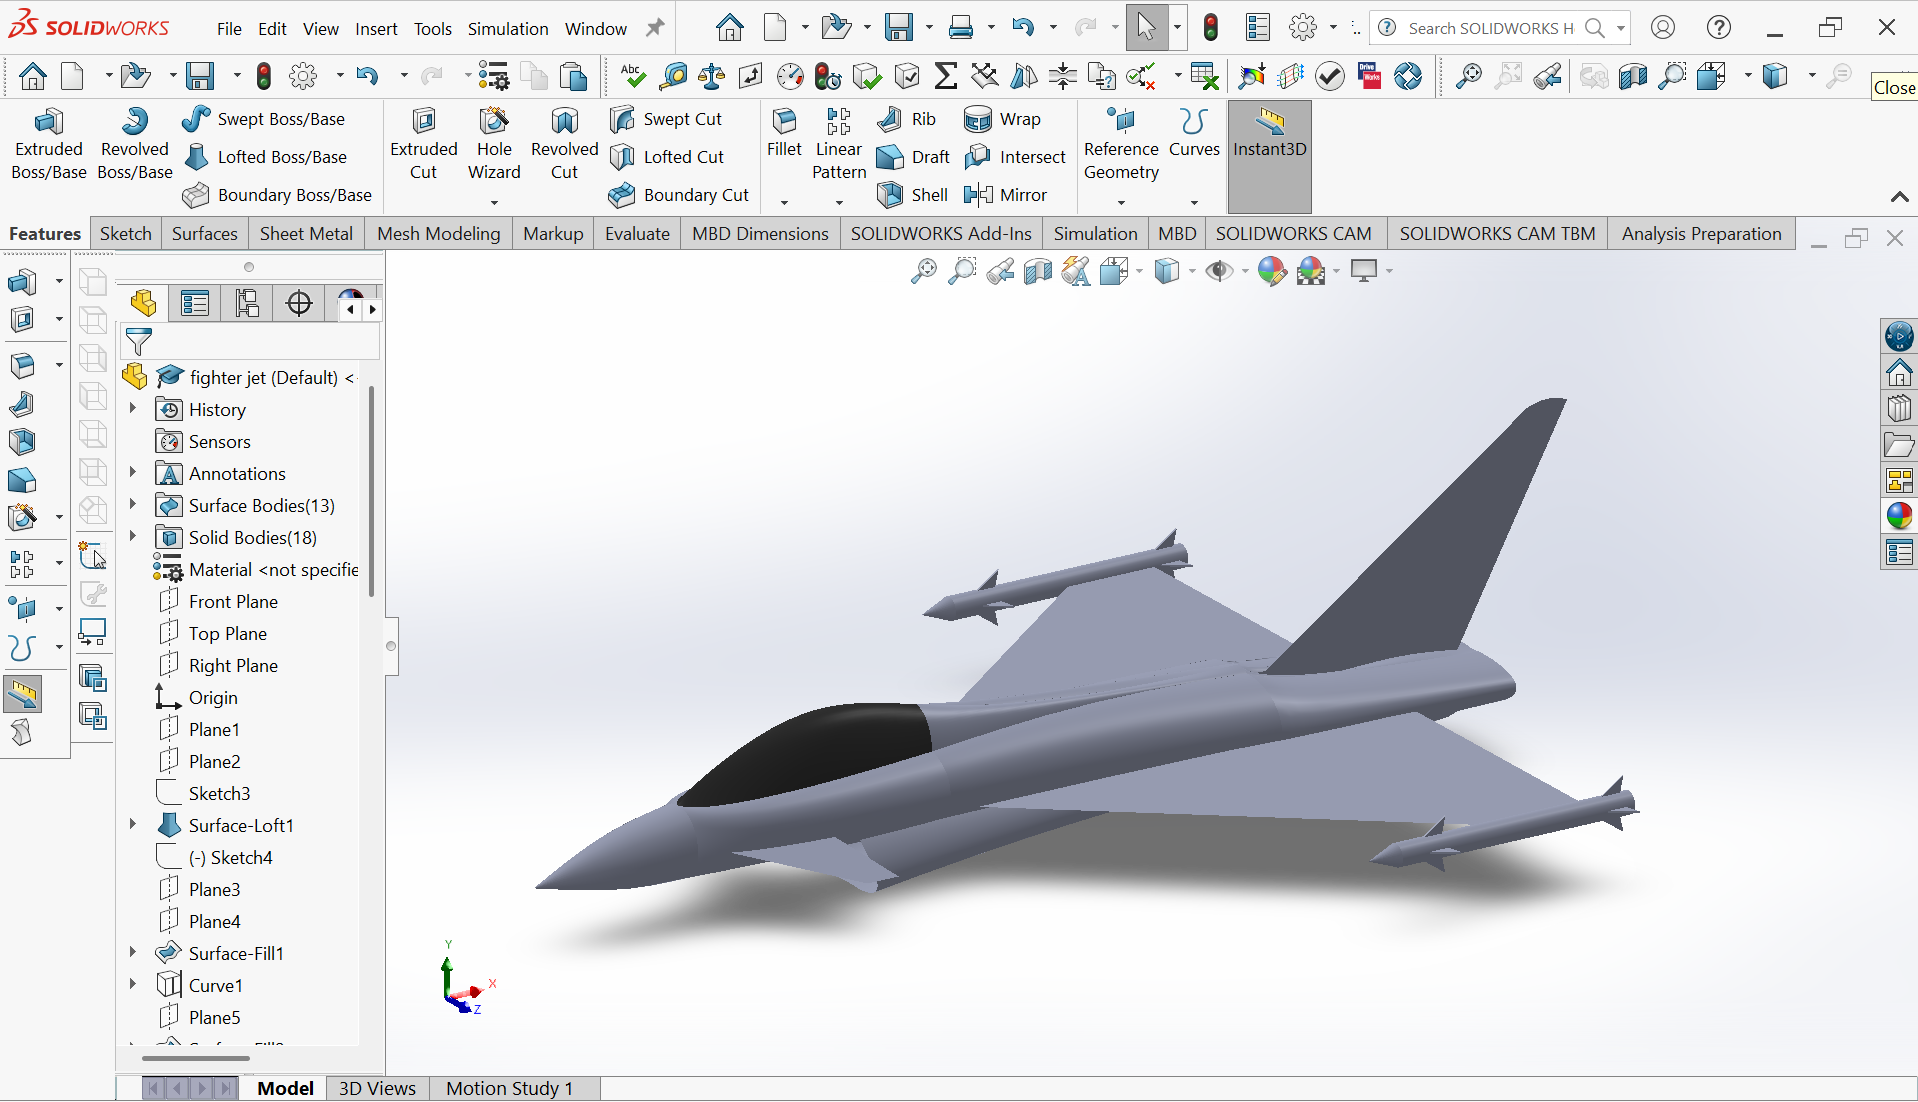 SOLIDWORKS
File Edit View Insert Tools Simulation Window
Search SOLIDWORKS H
Abc
Drive Works
Close
Extruded Boss/Base
Revolved Boss/Base
Swept Boss/Base
Lofted Boss/Base
Boundary Boss/Base
Extruded Cut
Hole Wizard
Revolved Cut
Swept Cut
Lofted Cut
Boundary Cut
Fillet
Linear Pattern
Rib
Draft
Shell
Wrap
Intersect
Mirror
Reference Geometry
Curves
Instant3D
Features Sketch Surfaces Sheet Metal Mesh Modeling Markup Evaluate MBD Dimensions SOLIDWORKS Add-Ins Simulation MBD SOLIDWORKS CAM SOLIDWORKS CAM TBM Analysis Preparation
fighter jet (Default) <
History
Sensors
Annotations
Surface Bodies(13)
Solid Bodies(18)
Material <not specifie
Front Plane
Top Plane
Right Plane
Origin
Plane1
Plane2
Sketch3
Surface-Loft1
(-) Sketch4
Plane3
Plane4
Surface-Fill1
Curve1
Plane5
Y
X
Z
Model 3D Views Motion Study 1